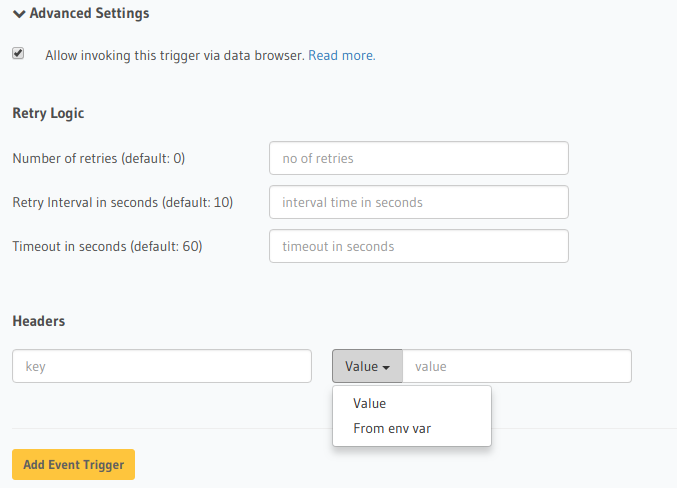 Advanced Settings
Allow invoking this trigger via data browser. Read more.
Retry Logic
Number of retries (default: 0) no of retries
Retry Interval in seconds (default: 10) interval time in seconds
Timeout in seconds (default: 60) timeout in seconds
Headers
key Value value
Value
From env var
Add Event Trigger